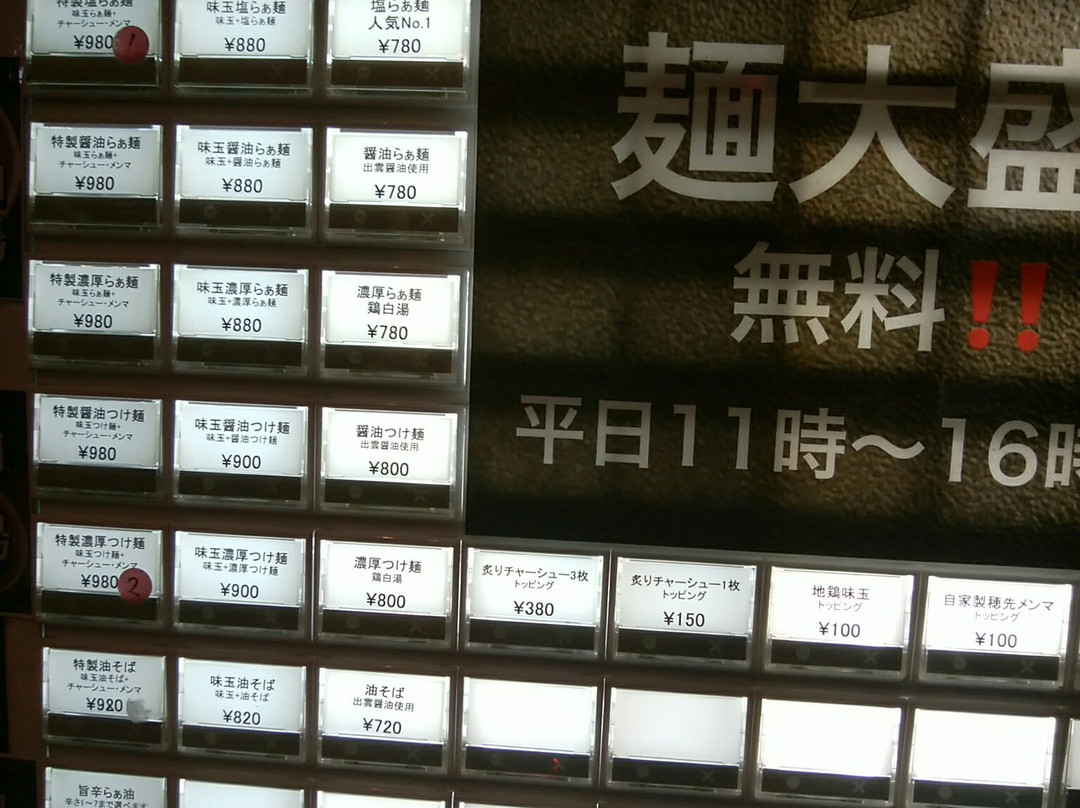 特製塩らぁ麺
味玉らぁ麺+
チャーシュー・メンマ
¥980
1
味玉塩らぁ麺
味玉+塩らぁ麺
¥880
塩らぁ麺
人気No.1
¥780
特製醤油らぁ麺
味玉らぁ麺+
チャーシュー・メンマ
¥980
味玉醤油らぁ麺
味玉+醤油らぁ麺
¥880
醤油らぁ麺
出雲醤油使用
¥780
特製濃厚らぁ麺
味玉らぁ麺+
チャーシュー・メンマ
¥980
味玉濃厚らぁ麺
味玉+濃厚らぁ麺
¥880
濃厚らぁ麺
鶏白湯
¥780
特製醤油つけ麺
味玉つけ麺+
チャーシュー・メンマ
¥980
味玉醤油つけ麺
味玉+醤油つけ麺
¥900
醤油つけ麺
出雲醤油使用
¥800
特製濃厚つけ麺
味玉つけ麺+
チャーシュー・メンマ
¥980
2
味玉濃厚つけ麺
味玉+濃厚つけ麺
¥900
濃厚つけ麺
鶏白湯
¥800
炙りチャーシュー3枚
トッピング
¥380
炙りチャーシュー1枚
トッピング
¥150
地鶏味玉
トッピング
¥100
自家製穂先メンマ
トッピング
¥100
特製油そば
味玉油そば+
チャーシュー・メンマ
¥920
味玉油そば
味玉+油そば
¥820
油そば
出雲醤油使用
¥720
旨辛らぁ油
辛さ1〜7まで選べます
麺大盛
無料!!
平日11時〜16時